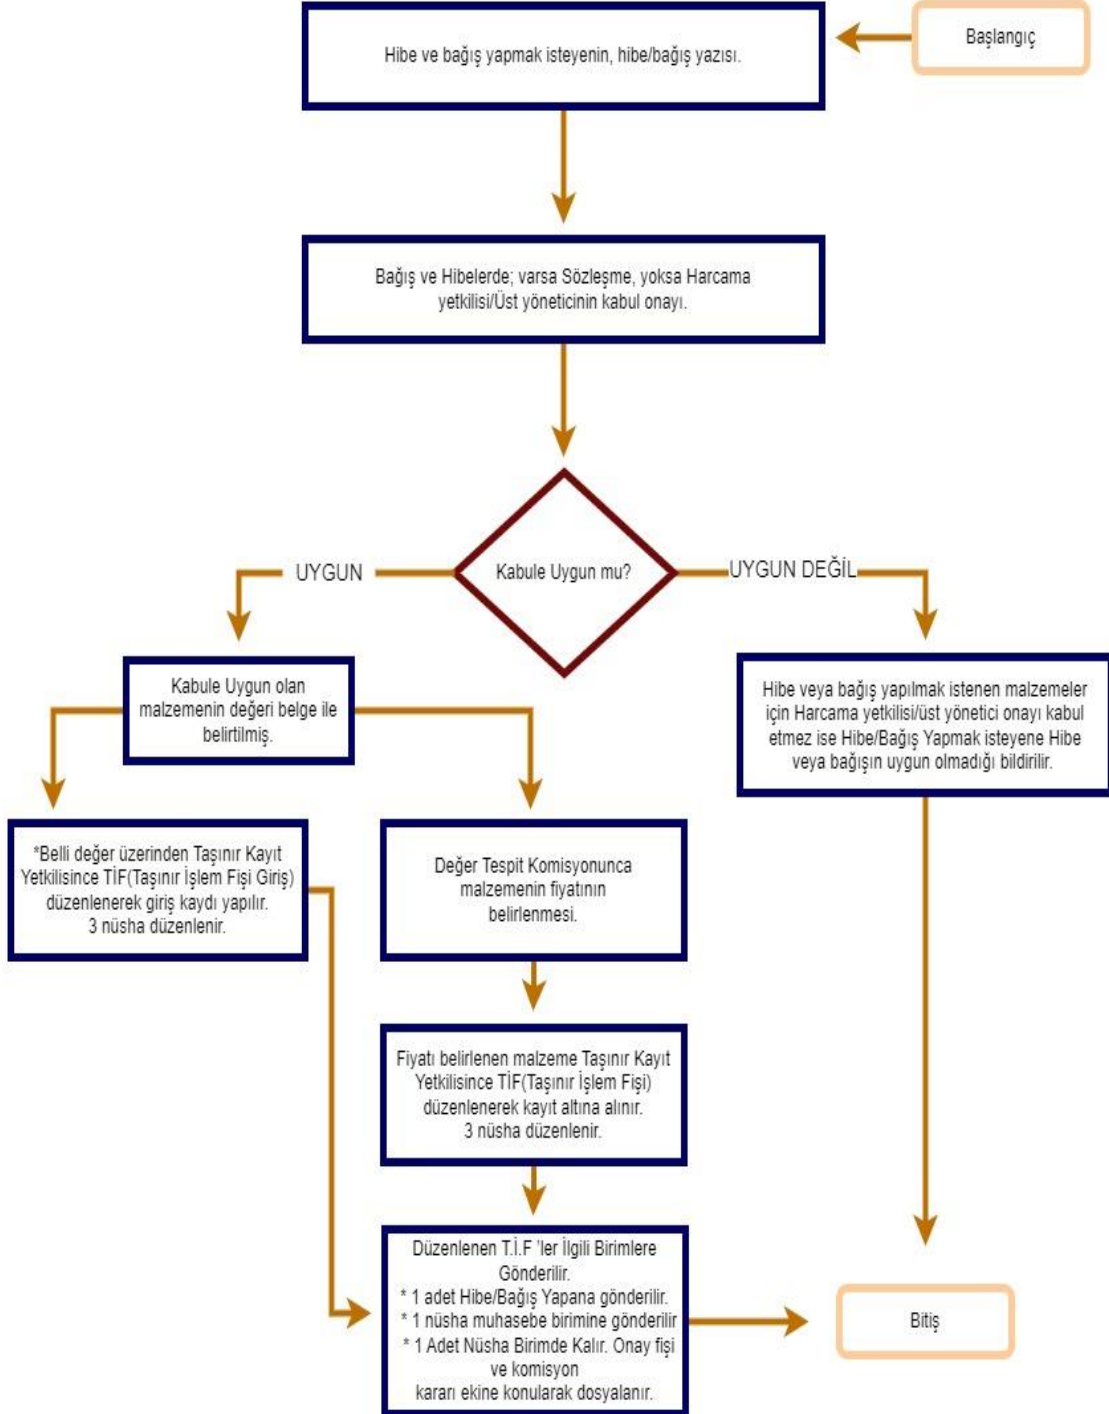 Başlangıç
Hibe ve bağış yapmak isteyenin, hibe/bağış yazısı.
Bağış ve Hibelerde; varsa Sözleşme, yoksa Harcama
yetkilisi/Üst yöneticinin kabul onayı.
Kabule Uygun mu?
UYGUN
UYGUN DEĞİL
Kabule Uygun olan
malzemenin değeri belge ile
belirtilmiş.
Hibe veya bağış yapılmak istenen malzemeler
için Harcama yetkilisi/üst yönetici onayı kabul
etmez ise Hibe/Bağış Yapmak isteyene Hibe
veya bağışın uygun olmadığı bildirilir.
*Belli değer üzerinden Taşınır Kayıt
Yetkilisince TİF(Taşınır İşlem Fişi Giriş)
düzenlenerek giriş kaydı yapılır.
3 nüsha düzenlenir.
Değer Tespit Komisyonunca
malzemenin fiyatının
belirlenmesi.
Fiyatı belirlenen malzeme Taşınır Kayıt
Yetkilisince TİF(Taşınır İşlem Fişi)
düzenlenerek kayıt altına alınır.
3 nüsha düzenlenir.
Düzenlenen T.İ.F 'ler İlgili Birimlere
Gönderilir.
* 1 adet Hibe/Bağış Yapana gönderilir.
* 1 nüsha muhasebe birimine gönderilir
* 1 Adet Nüsha Birimde Kalır. Onay fişi
ve komisyon
kararı ekine konularak dosyalanır.
Bitiş